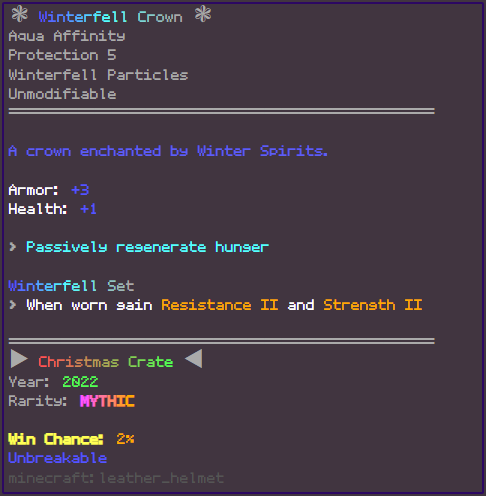 ❃ Winterfell Crown ❃
Aqua Affinity
Protection 5
Winterfell Particles
Unmodifiable
A crown enchanted by Winter Spirits.
Armor: +3
Health: +1
> Passively regenerate hunger
Winterfell Set
> When worn gain Resistance II and Strength II
▶ Christmas Crate ◀
Year: 2022
Rarity: MYTHIC
Win Chance: 2%
Unbreakable
minecraft:leather_helmet